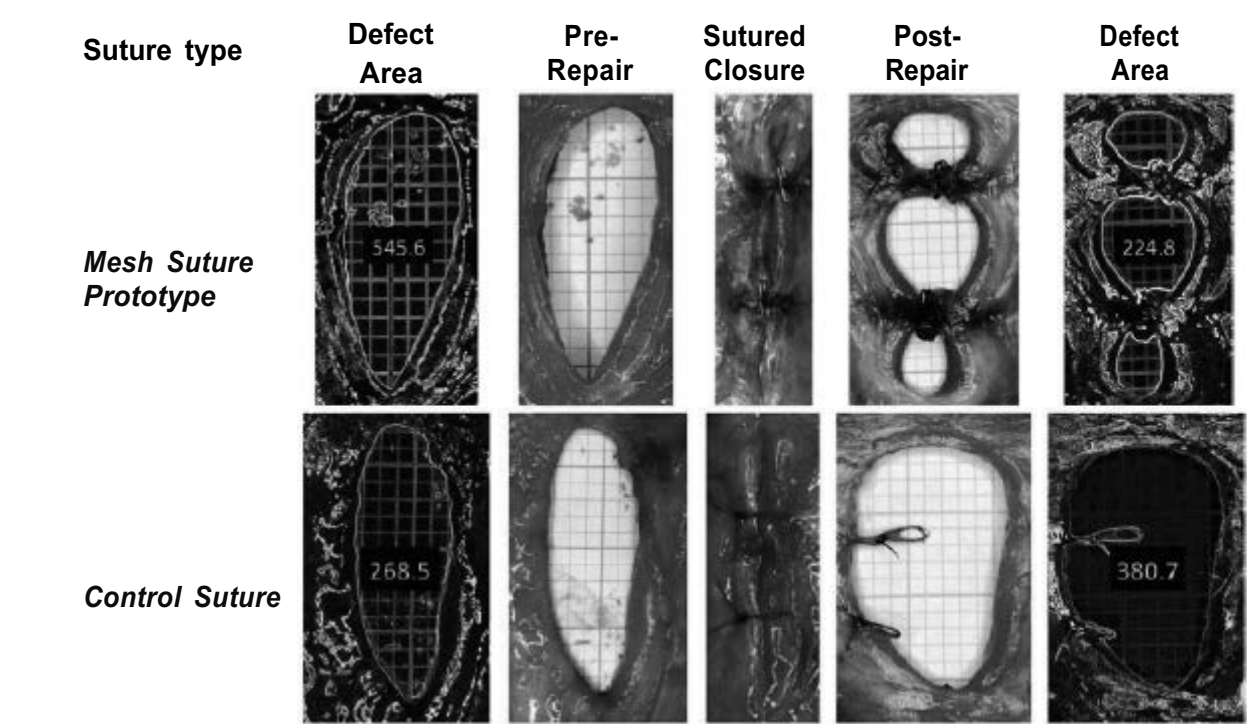 Suture type
Defect
Area
Pre-
Repair
Sutured
Closure
Post-
Repair
Defect
Area
Mesh Suture
Prototype
545.6
224.8
Control Suture
268.5
380.7